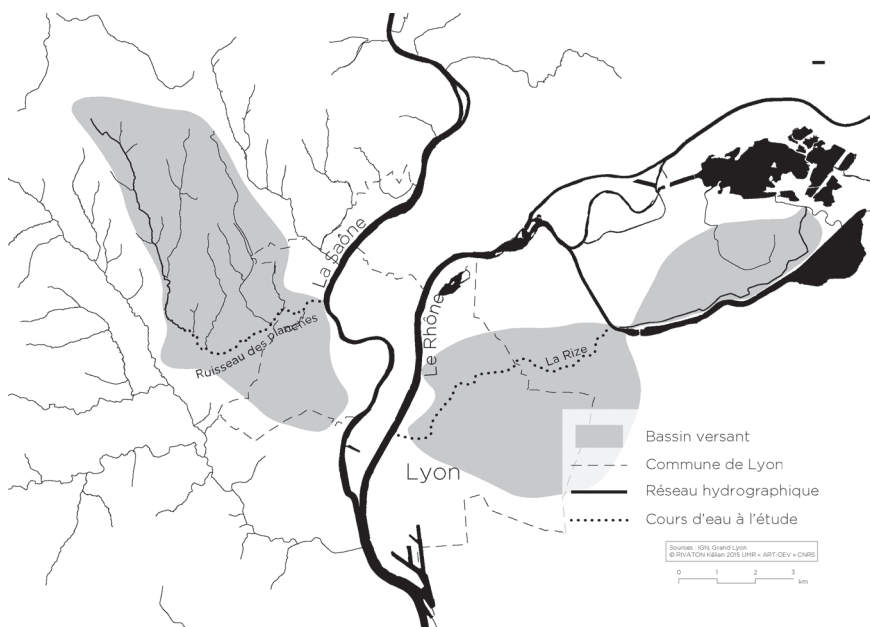 La Saône
Le Rhône
Ruisseau des planches
La Rize
Lyon
Bassin versant
Commune de Lyon
Réseau hydrographique
Cours d'eau à l'étude
Sources : IGN, Grand Lyon
© RIVATON Kélian 2015 UMR « ART-DEV » CNRS
0 1 2 3
km